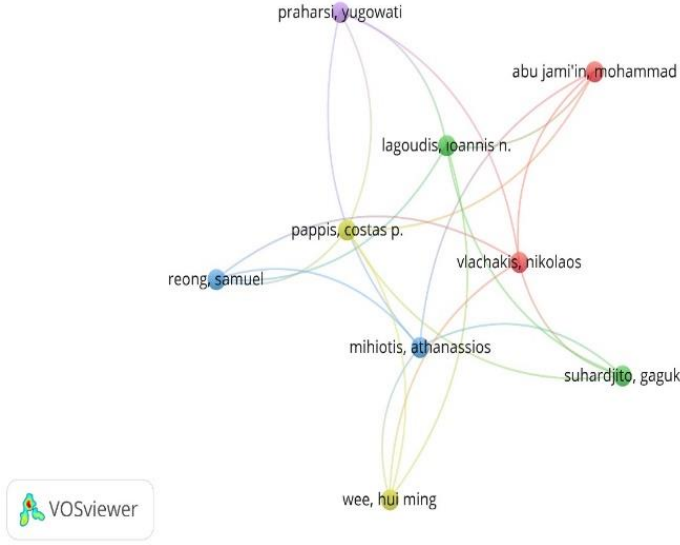 praharsi, yugowati
abu jami'in, mohammad
lagoudis, ioannis n.
pappis, costas p.
vlachakis, nikolaos
reong, samuel
mihiotis, athanassios
suhardjito, gaguk
wee, hui ming
VOSviewer